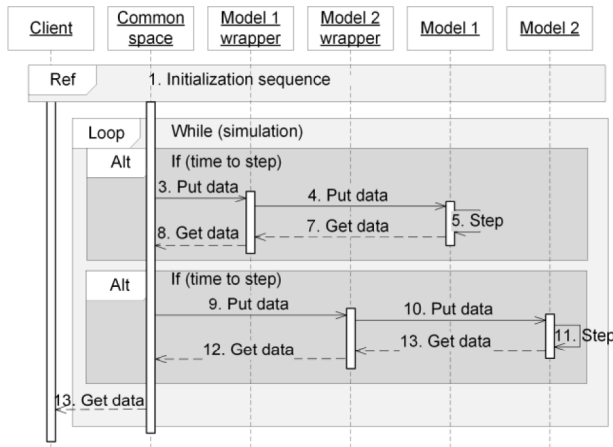 Client
Common
space
Model 1
wrapper
Model 2
wrapper
Model 1
Model 2
Ref
1. Initialization sequence
Loop
While (simulation)
Alt
If (time to step)
3. Put data
4. Put data
5. Step
7. Get data
8. Get data
Alt
If (time to step)
9. Put data
10. Put data
11. Step
13. Get data
12. Get data
13. Get data